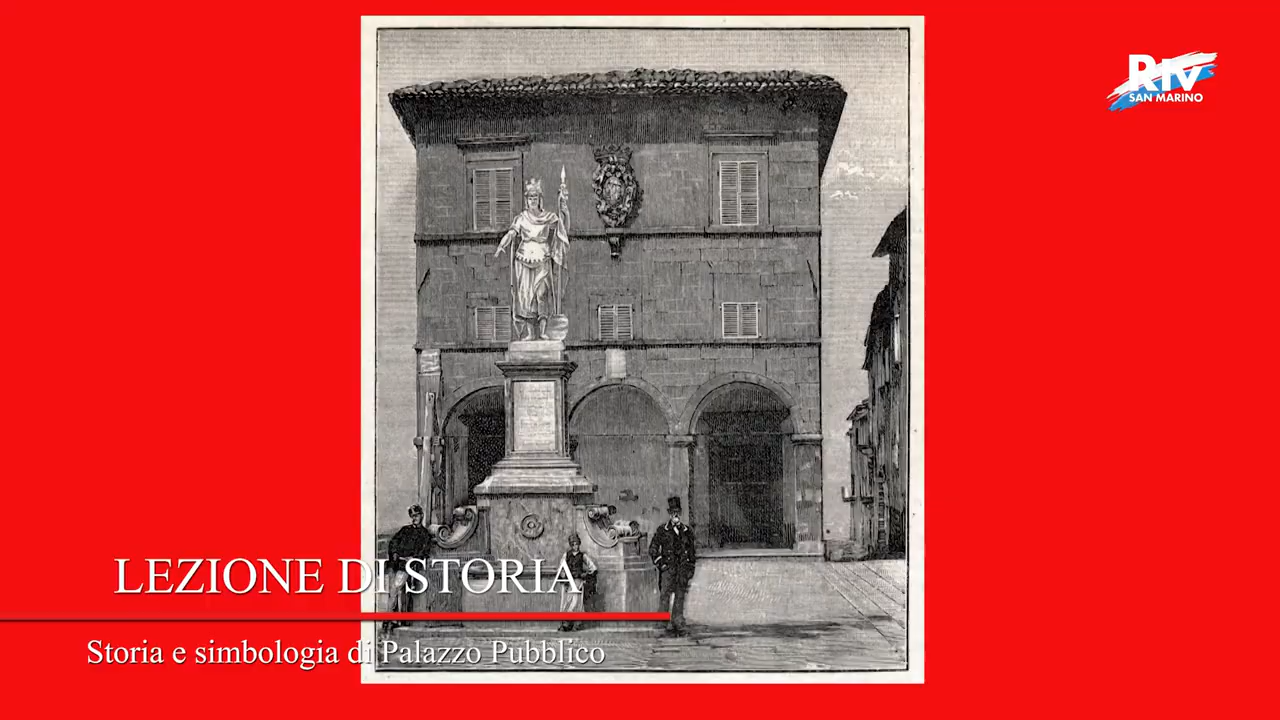 RTV
SAN MARINO
LEZIONE DI STORIA
Storia e simbologia di Palazzo Pubblico